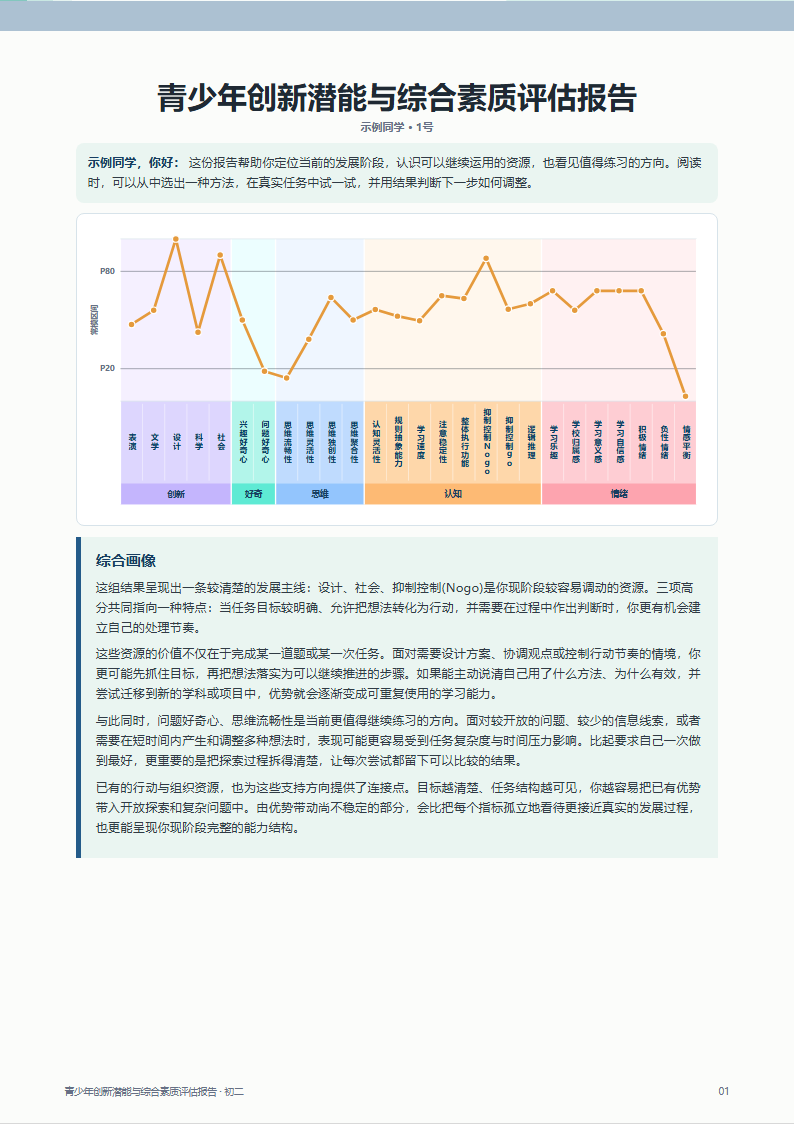 青少年创新潜能与综合素质评估报告
示例同学 • 1号
示例同学，你好： 这份报告帮助你定位当前的发展阶段，认识可以继续运用的资源，也看见值得练习的方向。阅读
时，可以从中选出一种方法，在真实任务中试一试，并用结果判断下一步如何调整。
P80
P20
表演
文学
设计
科学
社会
兴趣好奇心
问题好奇心
思维流畅性
思维灵活性
思维独创性
思维聚合性
认知灵活性
规则抽象能力
学习速度
注意稳定性
整体执行功能
抑制控制Nogo
抑制控制go
逻辑推理
学习乐趣
学校归属感
学习意义感
学习自信感
积极情绪
负性情绪
情感平衡
创新
好奇
思维
认知
情绪
综合画像
这组结果呈现出一条较清楚的发展主线：设计、社会、抑制控制(Nogo)是你现阶段较容易调动的资源。三项高
分共同指向一种特点：当任务目标较明确、允许把想法转化为行动，并需要在过程中作出判断时，你更有机会建
立自己的处理节奏。
这些资源的价值不仅在于完成某一道题或某一次任务。面对需要设计方案、协调观点或控制行动节奏的情境，你
更可能先抓住目标，再把想法落实为可以继续推进的步骤。如果能主动说清自己用了什么方法、为什么有效，并
尝试迁移到新的学科或项目中，优势就会逐渐变成可重复使用的学习能力。
与此同时，问题好奇心、思维流畅性是当前更值得继续练习的方向。面对较开放的问题、较少的信息线索，或者
需要在短时间内产生和调整多种想法时，表现可能更容易受到任务复杂度与时间压力影响。比起要求自己一次做
到最好，更重要的是把探索过程拆得清楚，让每次尝试都留下可以比较的结果。
已有的行动与组织资源，也为这些支持方向提供了连接点。目标越清楚、任务结构越可见，你越容易把已有优势
带入开放探索和复杂问题中。由优势带动尚不稳定的部分，会比把每个指标孤立地看待更接近真实的发展过程，
也更能呈现你现阶段完整的能力结构。
青少年创新潜能与综合素质评估报告 · 初二
01